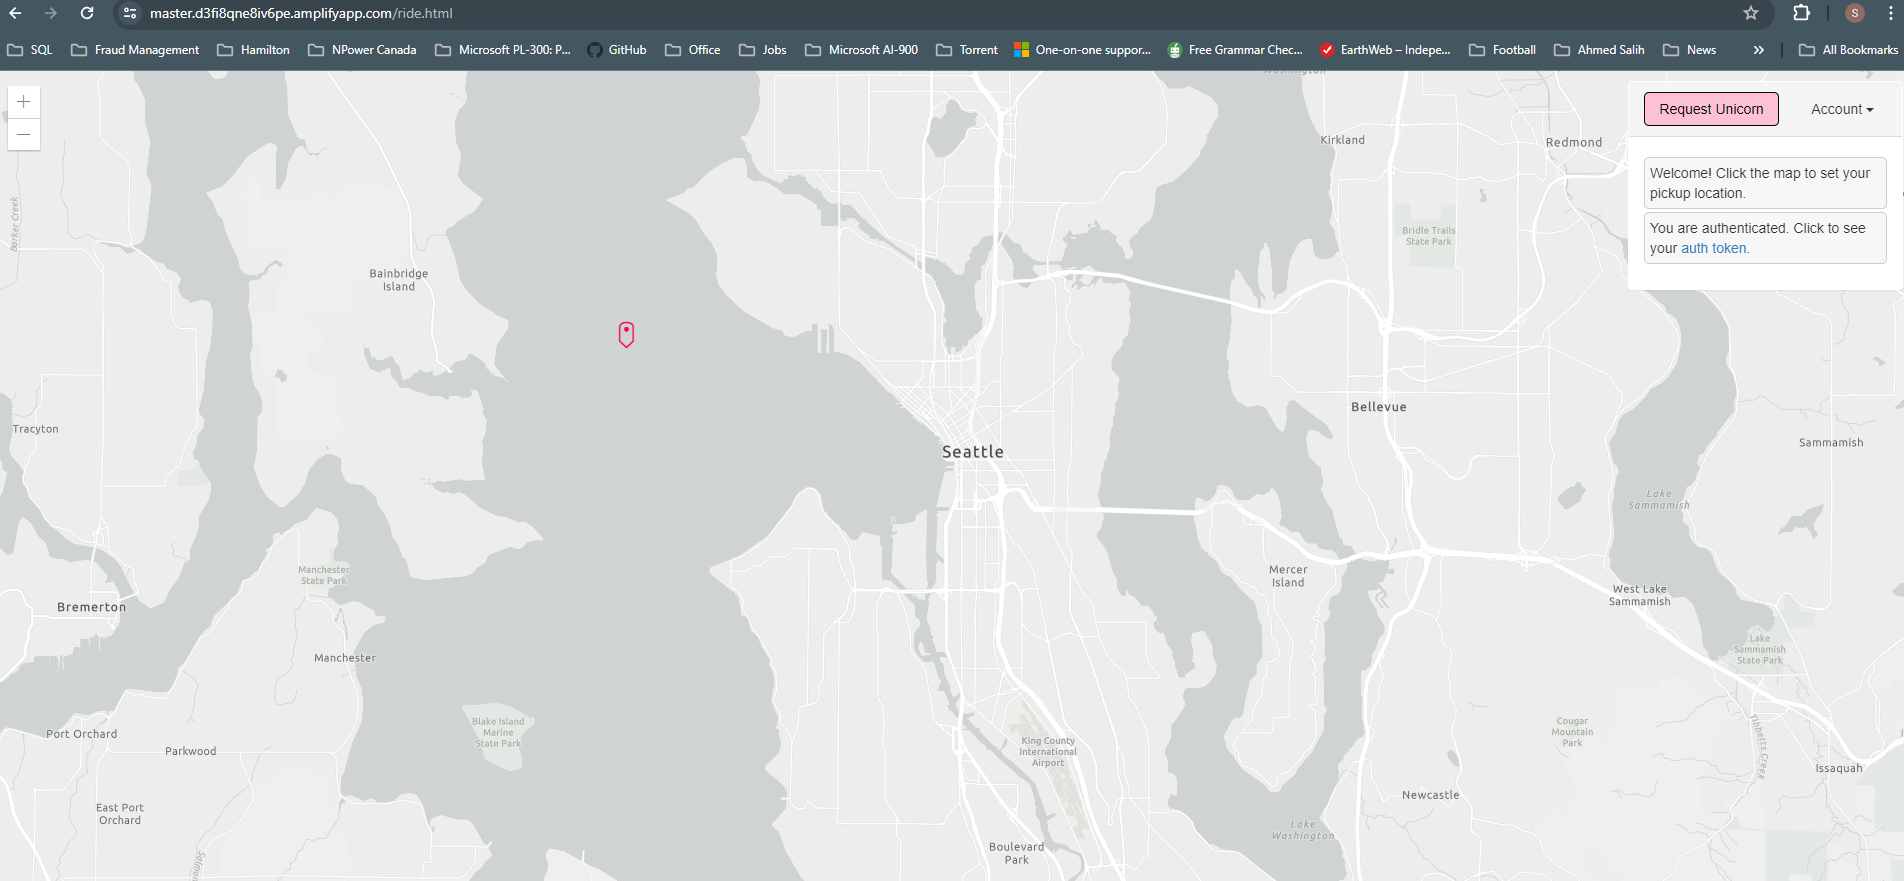 master.d3fi8qne8iv6pe.amplifyapp.com/ride.html
S
SQL
Fraud Management
Hamilton
NPower Canada
Microsoft PL-300: P...
GitHub
Office
Jobs
Microsoft AI-900
Torrent
One-on-one suppor...
Free Grammar Chec...
EarthWeb – Indepe...
Football
Ahmed Salih
News
»
All Bookmarks
+
−
Request Unicorn
Account
Welcome! Click the map to set your
pickup location.
You are authenticated. Click to see
your auth token.
Washington
Kirkland
Redmond
Barker Creek
Bridle Trails
State Park
Bainbridge
Island
Bellevue
Tracyton
Sammamish
Seattle
Lake
Sammamish
Manchester
State Park
Mercer
Island
West Lake
Sammamish
Bremerton
Lake
Sammamish
State Park
Manchester
Blake Island
Marine
State Park
Port Orchard
Parkwood
King County
International
Airport
Cougar
Mountain
Park
Tibbetts Creek
Issaquah
Newcastle
East Port
Orchard
Lake
Washington
Boulevard
Park